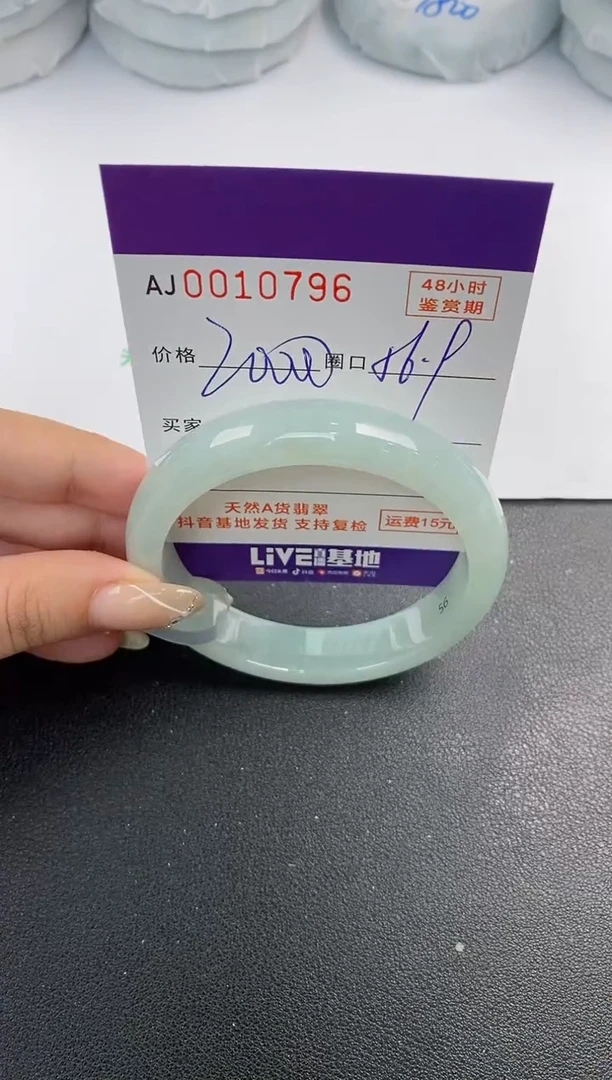 1800
AJ0010796
48小时
鉴赏期
价格 2000 圈口 56.9
买家
天然A货翡翠
抖音基地发货 支持复检
运费15元
LiVE 基地
56